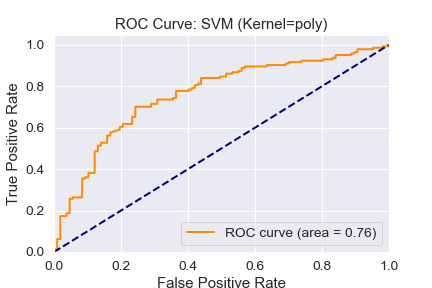 ROC Curve: SVM (Kernel=poly)
True Positive Rate
1.0
0.8
0.6
0.4
0.2
0.0
ROC curve (area = 0.76)
0.0 0.2 0.4 0.6 0.8 1.0
False Positive Rate